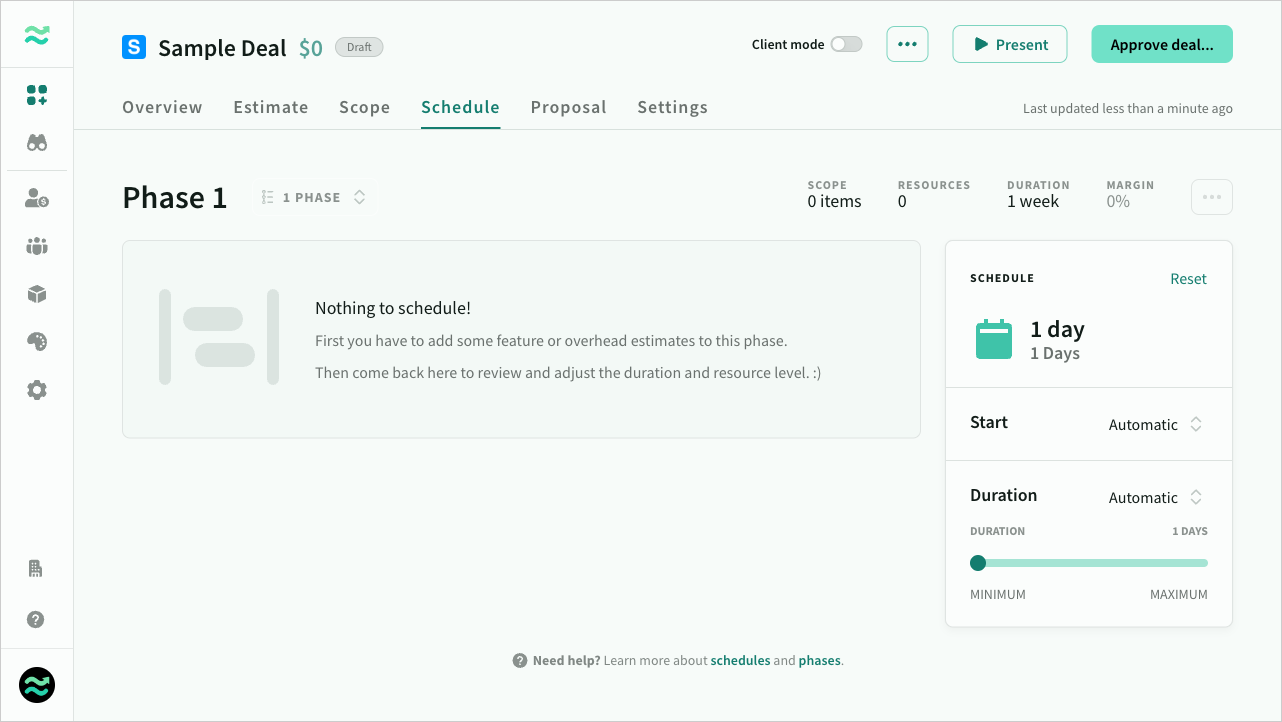 S Sample Deal $0 Draft
Client mode ••• Present Approve deal...
Overview Estimate Scope Schedule Proposal Settings
Last updated less than a minute ago
Phase 1
1 PHASE
SCOPE
0 items
RESOURCES
0
DURATION
1 week
MARGIN
0%
Nothing to schedule!
First you have to add some feature or overhead estimates to this phase.
Then come back here to review and adjust the duration and resource level. :)
SCHEDULE Reset
1 day
1 Days
Start Automatic
Duration Automatic
DURATION 1 DAYS
MINIMUM MAXIMUM
? Need help? Learn more about schedules and phases.